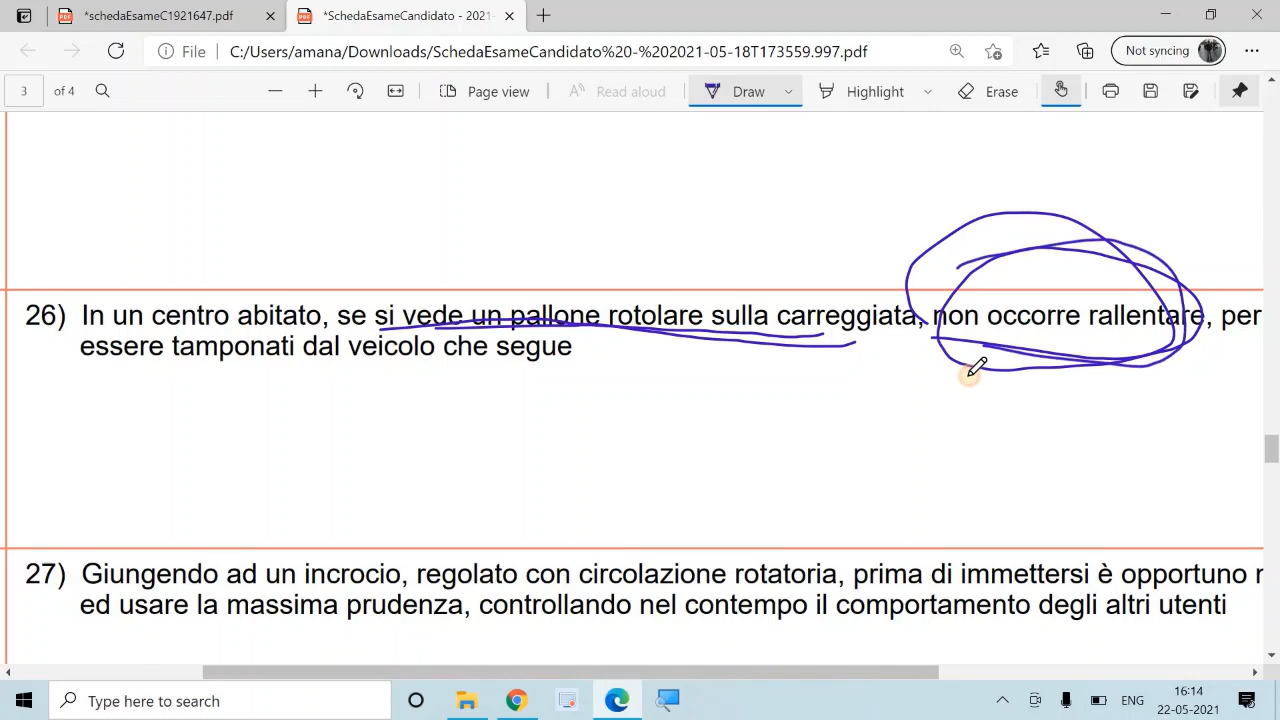 *schedaEsameC1921647.pdf
*SchedaEsameCandidato - 2021-
File
C:/Users/amana/Downloads/SchedaEsameCandidato%20-%202021-05-18T173559.997.pdf
Not syncing
3 of 4
Page view
Read aloud
Draw
Highlight
Erase
26) In un centro abitato, se si vede un pallone rotolare sulla carreggiata, non occorre rallentare, per
essere tamponati dal veicolo che segue
27) Giungendo ad un incrocio, regolato con circolazione rotatoria, prima di immettersi è opportuno
ed usare la massima prudenza, controllando nel contempo il comportamento degli altri utenti
Type here to search
ENG
16:14
22-05-2021